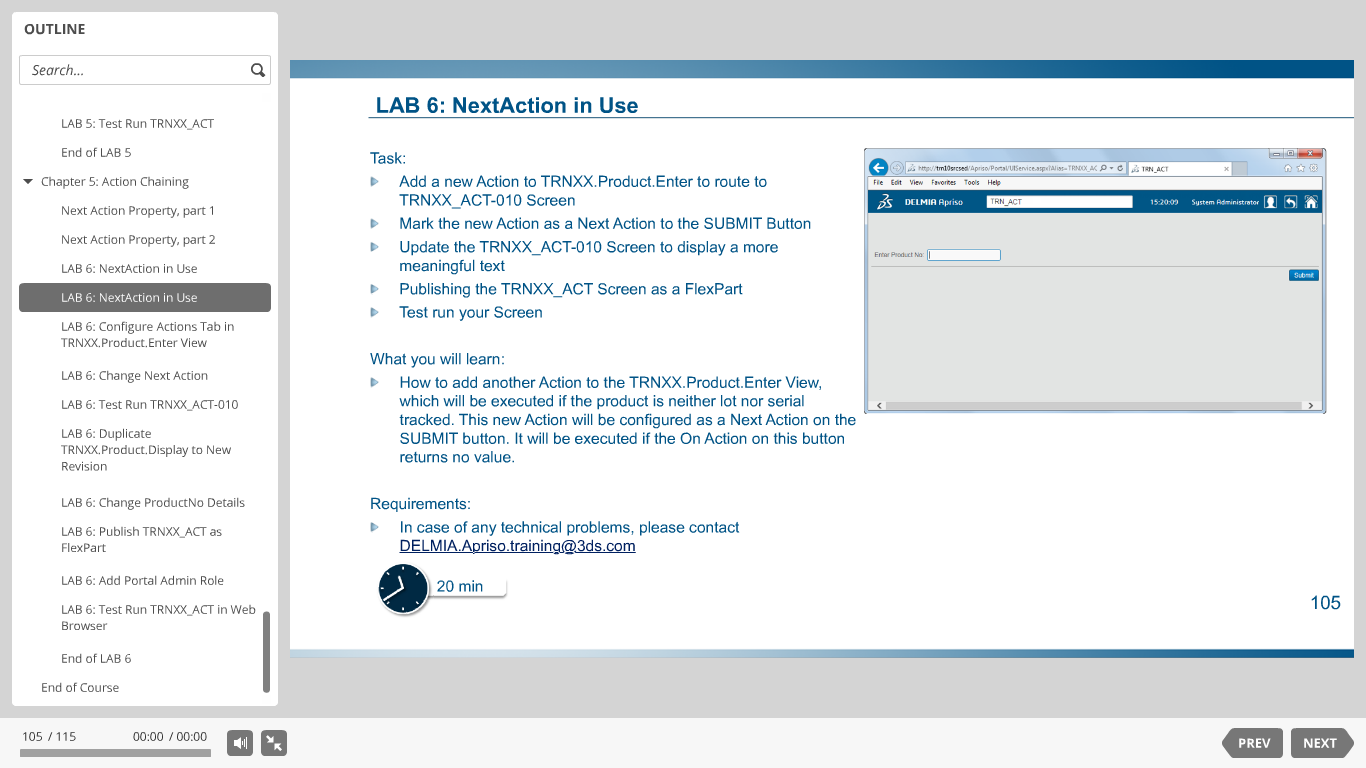 OUTLINE
Search...
LAB 5: Test Run TRNXX_ACT
End of LAB 5
Chapter 5: Action Chaining
Next Action Property, part 1
Next Action Property, part 2
LAB 6: NextAction in Use
LAB 6: NextAction in Use
LAB 6: Configure Actions Tab in
TRNXX.Product.Enter View
LAB 6: Change Next Action
LAB 6: Test Run TRNXX_ACT-010
LAB 6: Duplicate
TRNXX.Product.Display to New
Revision
LAB 6: Change ProductNo Details
LAB 6: Publish TRNXX_ACT as
FlexPart
LAB 6: Add Portal Admin Role
LAB 6: Test Run TRNXX_ACT in Web
Browser
End of LAB 6
End of Course
LAB 6: NextAction in Use
Task:
Add a new Action to TRNXX.Product.Enter to route to
TRNXX_ACT-010 Screen
Mark the new Action as a Next Action to the SUBMIT Button
Update the TRNXX_ACT-010 Screen to display a more
meaningful text
Publishing the TRNXX_ACT Screen as a FlexPart
Test run your Screen
What you will learn:
How to add another Action to the TRNXX.Product.Enter View,
which will be executed if the product is neither lot nor serial
tracked. This new Action will be configured as a Next Action on the
SUBMIT button. It will be executed if the On Action on this button
returns no value.
Requirements:
In case of any technical problems, please contact
DELMIA.Apriso.training@3ds.com
20 min
http://trn10srcsed/Apriso/Portal/UIService.aspx?Alias=TRNXX_AC
TRN_ACT
File Edit View Favorites Tools Help
DELMIA Apriso TRN_ACT 15:20:09 System Administrator
Enter Product No:
Submit
105
105 / 115 00:00 / 00:00
PREV NEXT